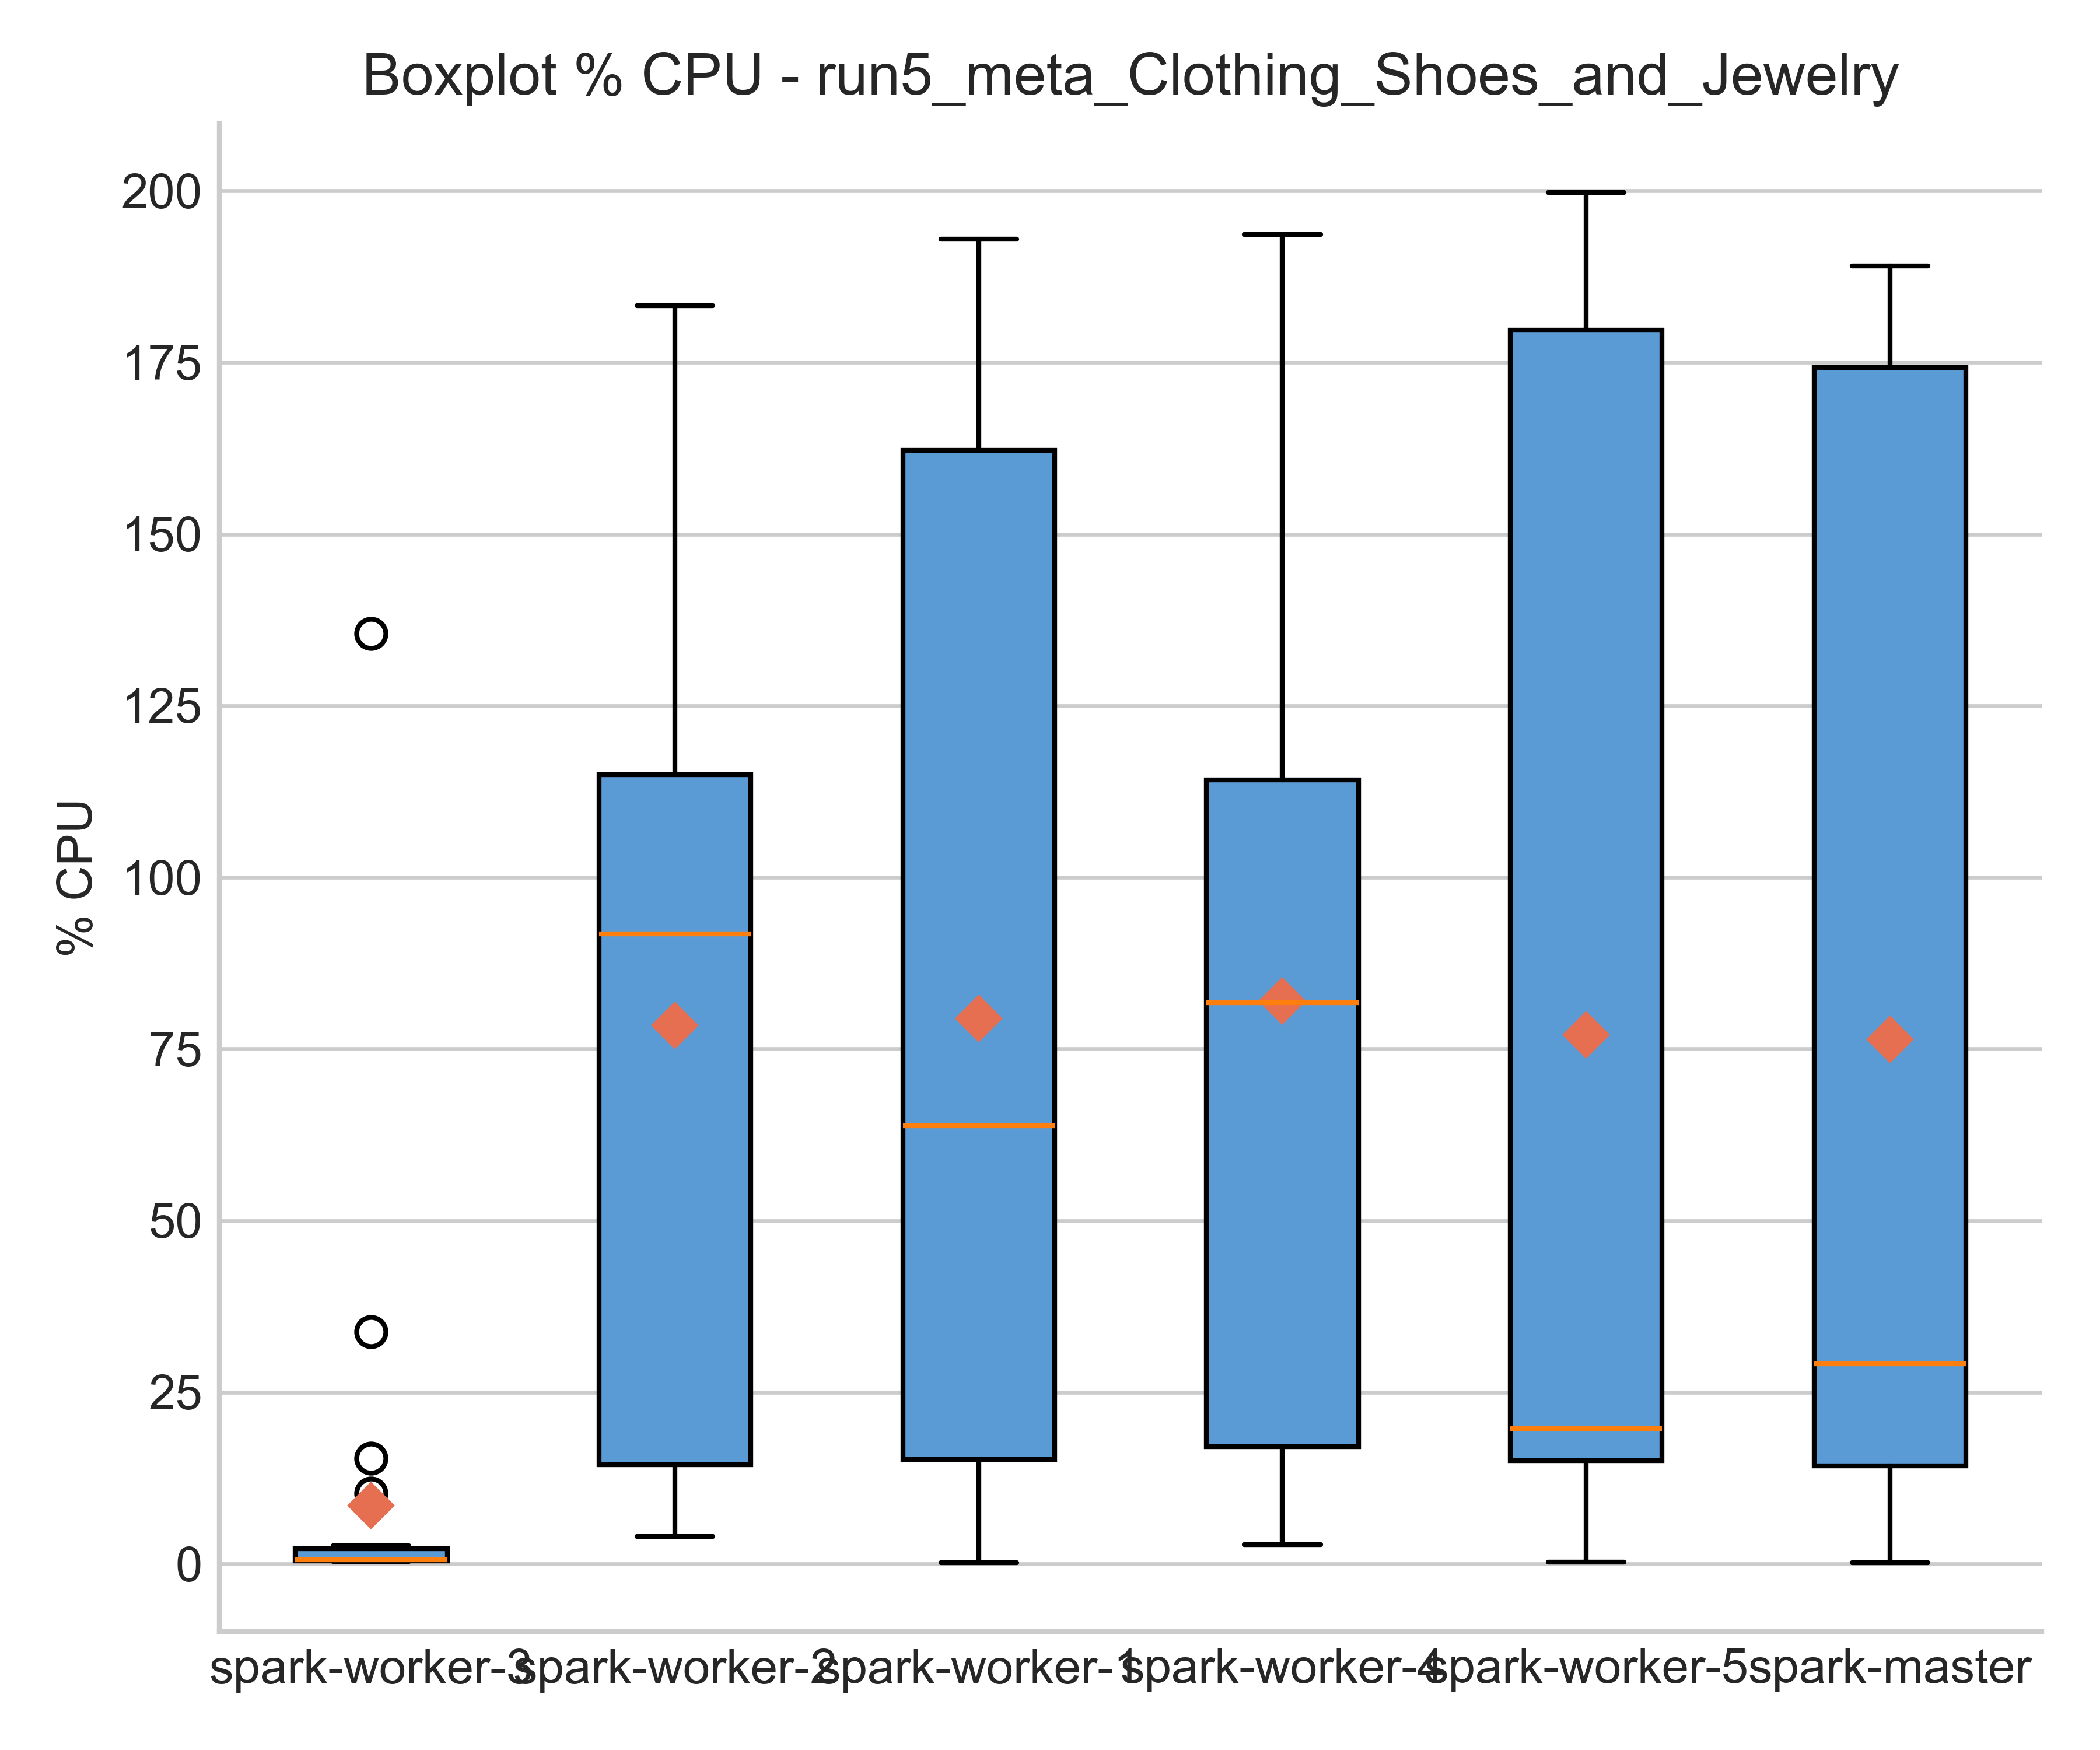 Boxplot % CPU - run5_meta_Clothing_Shoes_and_Jewelry
200
175
150
125
100
75
50
25
0
% CPU
spark-worker-3
spark-worker-2
spark-worker-1
spark-worker-4
spark-worker-5
spark-master